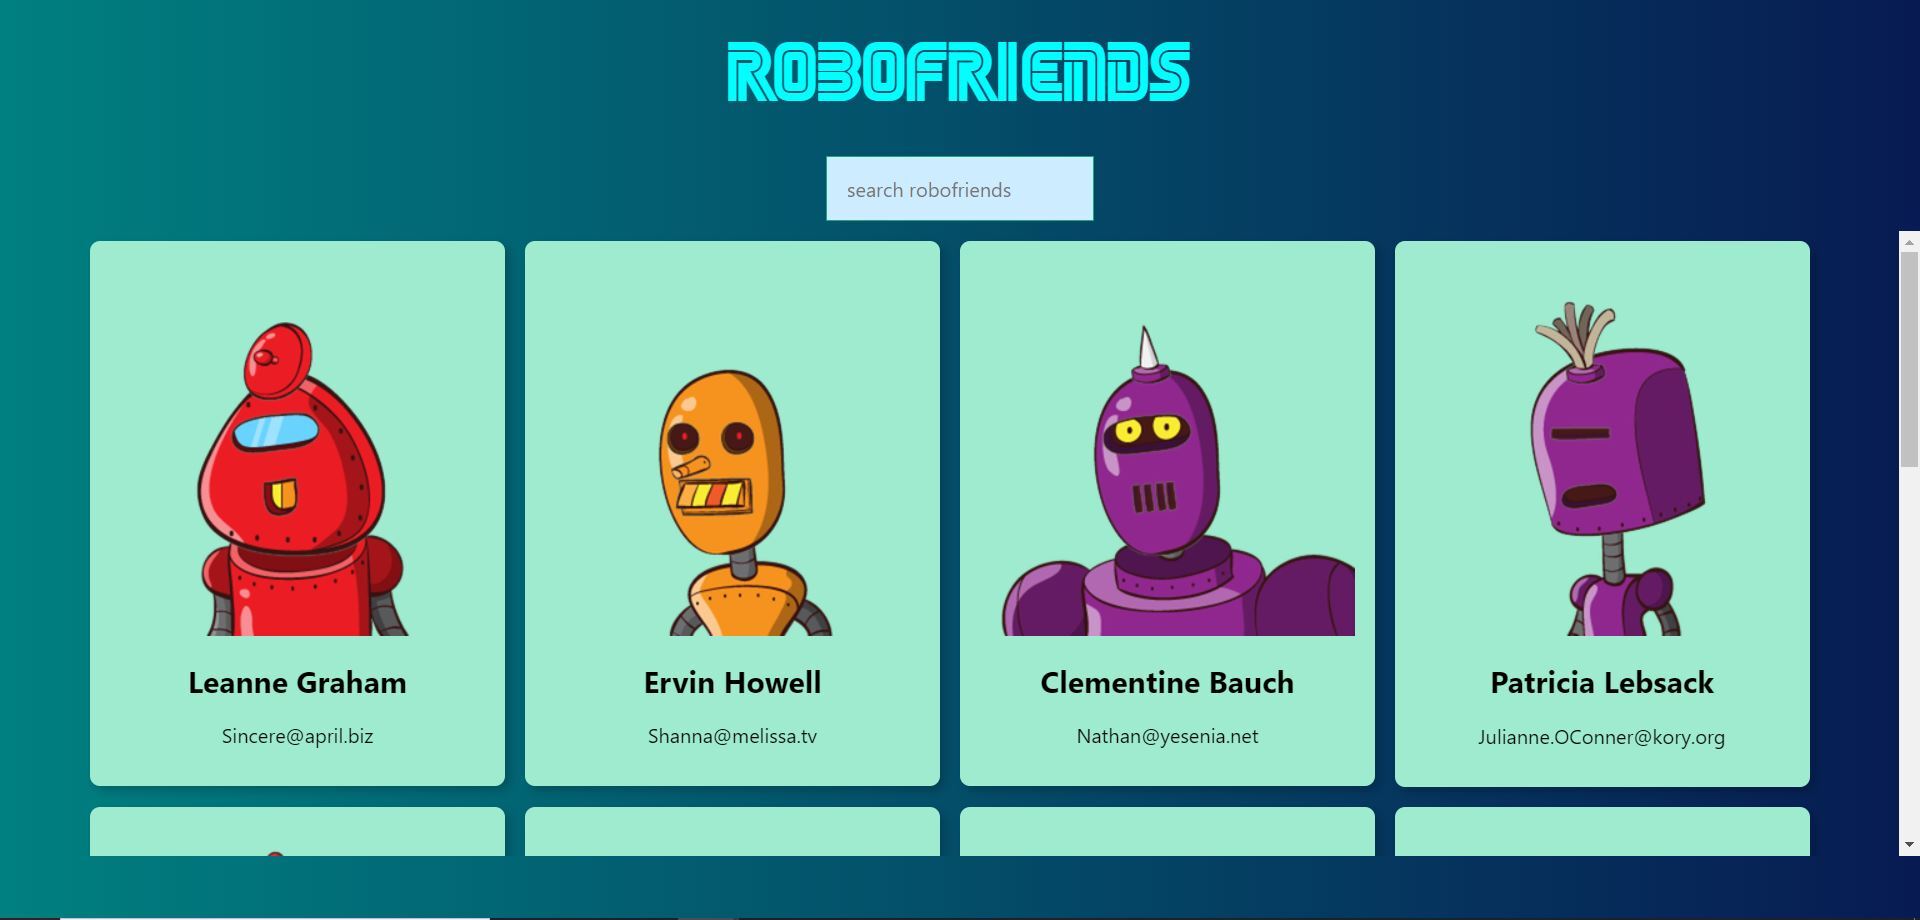 ROBOFRIENDS
search robofriends
Leanne Graham
Sincere@april.biz
Ervin Howell
Shanna@melissa.tv
Clementine Bauch
Nathan@yesenia.net
Patricia Lebsack
Julianne.OConner@kory.org